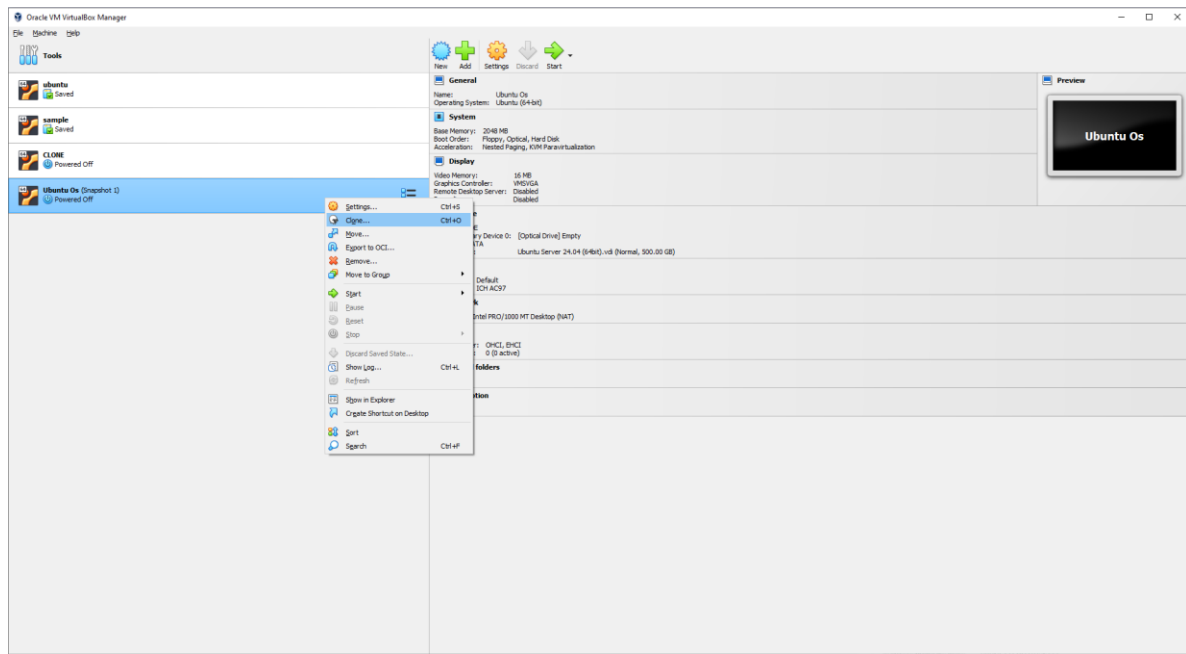 Oracle VM VirtualBox Manager
File Machine Help
Tools
New Add Settings Discard Start
64 ubuntu
Saved
64 sample
Saved
64 CLONE
Powered Off
64 Ubuntu Os (Snapshot 1)
Powered Off
Settings... Ctrl+S
Clone... Ctrl+O
Move...
Export to OCI...
Remove...
Move to Group
Start
Pause
Reset
Stop
Discard Saved State...
Show Log... Ctrl+L
Refresh
Show in Explorer
Create Shortcut on Desktop
Sort
Search Ctrl+F
General
Name: Ubuntu Os
Operating System: Ubuntu (64-bit)
System
Base Memory: 2048 MB
Boot Order: Floppy, Optical, Hard Disk
Acceleration: Nested Paging, KVM Paravirtualization
Display
Video Memory: 16 MB
Graphics Controller: VMSVGA
Remote Desktop Server: Disabled
Disabled
ry Device 0: [Optical Drive] Empty
ATA
Ubuntu Server 24.04 (64bit).vdi (Normal, 500.00 GB)
Default
ICH AC97
Intel PRO/1000 MT Desktop (NAT)
OHCI, EHCI
0 (0 active)
folders
ption
Preview
Ubuntu Os